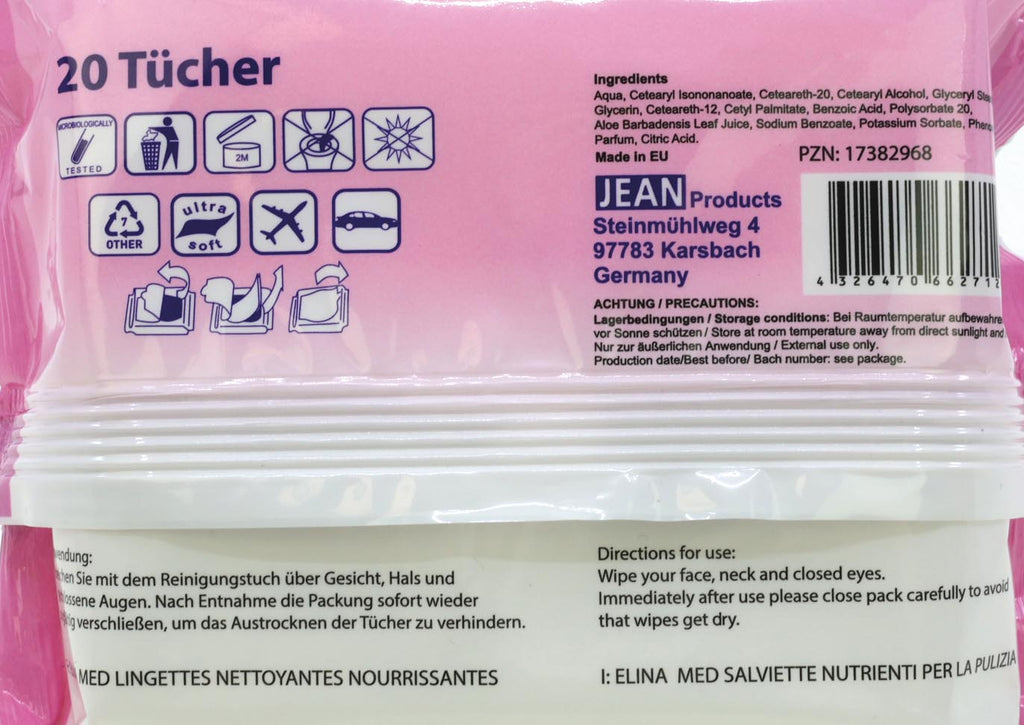 20 Tücher
MICROBIOLOGICALLY
TESTED
2M
7
OTHER
ultra
soft
Ingredients
Aqua, Cetearyl Isononanoate, Ceteareth-20, Cetearyl Alcohol, Glyceryl
Glycerin, Ceteareth-12, Cetyl Palmitate, Benzoic Acid, Polysorbate 20,
Aloe Barbadensis Leaf Juice, Sodium Benzoate, Potassium Sorbate,
Parfum, Citric Acid.
Made in EU
PZN: 17382968
JEAN Products
Steinmühlweg 4
97783 Karsbach
Germany
4 326470 662712
ACHTUNG / PRECAUTIONS:
Lagerbedingungen / Storage conditions: Bei Raumtemperatur aufbewahren
vor Sonne schützen / Store at room temperature away from direct sunlight and
Nur zur äußerlichen Anwendung / External use only.
Production date/Best before/ Bach number: see package.
Sie mit dem Reinigungstuch über Gesicht, Hals und
Augen. Nach Entnahme die Packung sofort wieder
verschließen, um das Austrocknen der Tücher zu verhindern.
MED LINGETTES NETTOYANTES NOURRISSANTES
Directions for use:
Wipe your face, neck and closed eyes.
Immediately after use please close pack carefully to avoid
that wipes get dry.
I: ELINA MED SALVIETTE NUTRIENTI PER LA PULIZIA